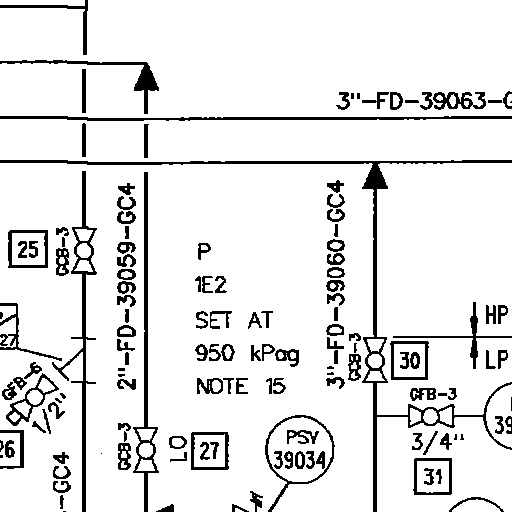 3"-FD-39063-G
2"-FD-39059-GC4
3"-FD-39060-GC4
25
GCB-3
P
1E2
SET AT
950 kPag
NOTE 15
HP
LP
GCB-3
30
27
GFB-6
1/2"
26
-GC4
GCB-3
LO
27
PSV
39034
GFB-3
3/4"
31
39